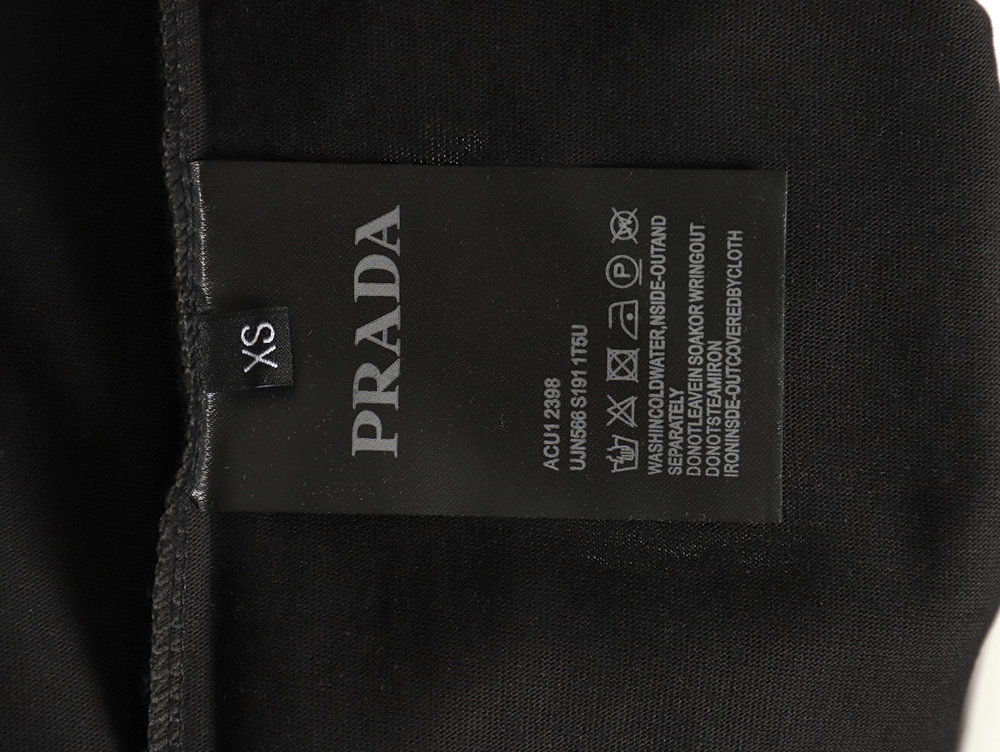 XS
PRADA
ACU1 2398
UJN566 S191 1T5U
P
W
WASHINCOLDWATER,NSIDE-OUTAND
SEPARATELY
DONOTLEAVEIN SOAKOR WRINGOUT
DONOTSTEAMIRON
IRONINSDE-OUTCOVEREDBYCLOTH